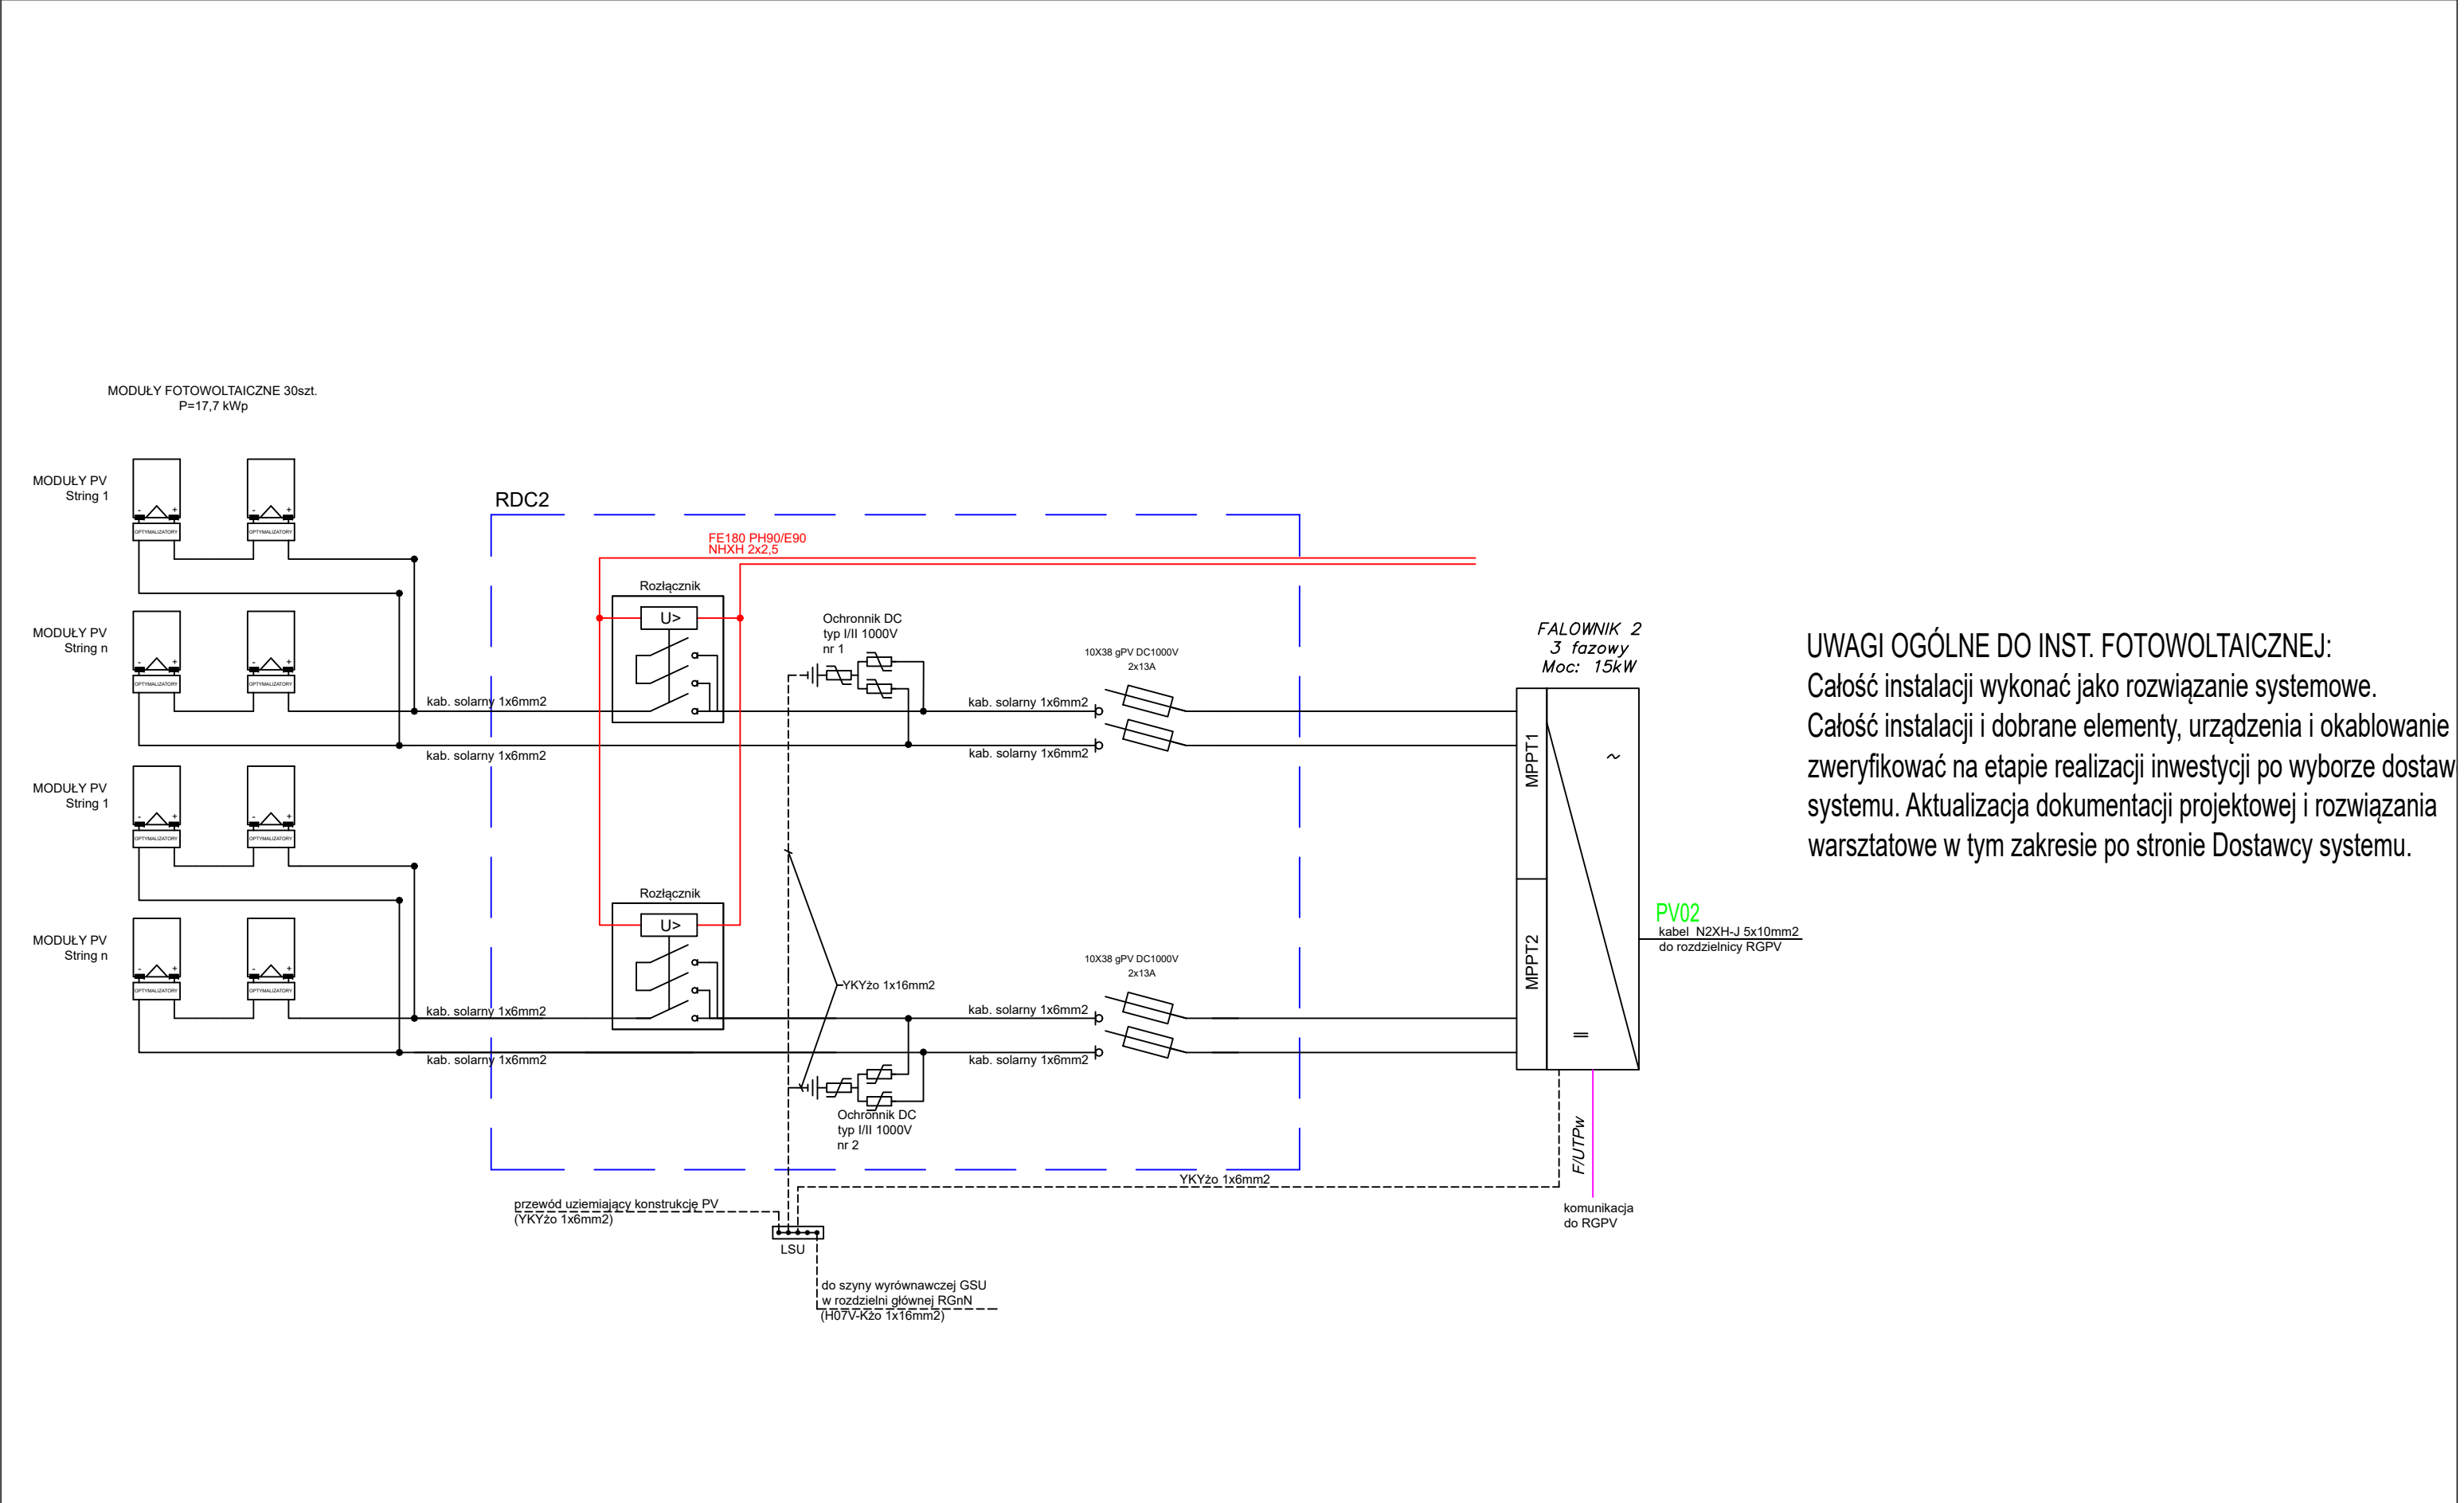 MODUŁY FOTOWOLTAICZNE 30szt.
P=17,7 kWp
MODUŁY PV
String 1
- +
- +
OPTYMALIZATORY
OPTYMALIZATORY
MODUŁY PV
String n
- +
- +
OPTYMALIZATORY
OPTYMALIZATORY
MODUŁY PV
String 1
- +
- +
OPTYMALIZATORY
OPTYMALIZATORY
MODUŁY PV
String n
- +
- +
OPTYMALIZATORY
OPTYMALIZATORY
kab. solarny 1x6mm2
kab. solarny 1x6mm2
kab. solarny 1x6mm2
kab. solarny 1x6mm2
RDC2
FE180 PH90/E90
NHXH 2x2,5
Rozłącznik
U>
Ochronnik DC
typ I/II 1000V
nr 1
10X38 gPV DC1000V
2x13A
kab. solarny 1x6mm2
kab. solarny 1x6mm2
Rozłącznik
U>
YKYżo 1x16mm2
10X38 gPV DC1000V
2x13A
kab. solarny 1x6mm2
kab. solarny 1x6mm2
Ochronnik DC
typ I/II 1000V
nr 2
FALOWNIK 2
3 fazowy
Moc: 15kW
MPPT1
MPPT2
~
=
PV02
kabel N2XH-J 5x10mm2
do rozdzielnicy RGPV
F/UTPw
komunikacja
do RGPV
YKYżo 1x6mm2
przewód uziemiający konstrukcję PV
(YKYżo 1x6mm2)
LSU
do szyny wyrównawczej GSU
w rozdzielni głównej RGnN
(H07V-Kżo 1x16mm2)
UWAGI OGÓLNE DO INST. FOTOWOLTAICZNEJ:
Całość instalacji wykonać jako rozwiązanie systemowe.
Całość instalacji i dobrane elementy, urządzenia i okablowanie
zweryfikować na etapie realizacji inwestycji po wyborze dostaw
systemu. Aktualizacja dokumentacji projektowej i rozwiązania
warsztatowe w tym zakresie po stronie Dostawcy systemu.